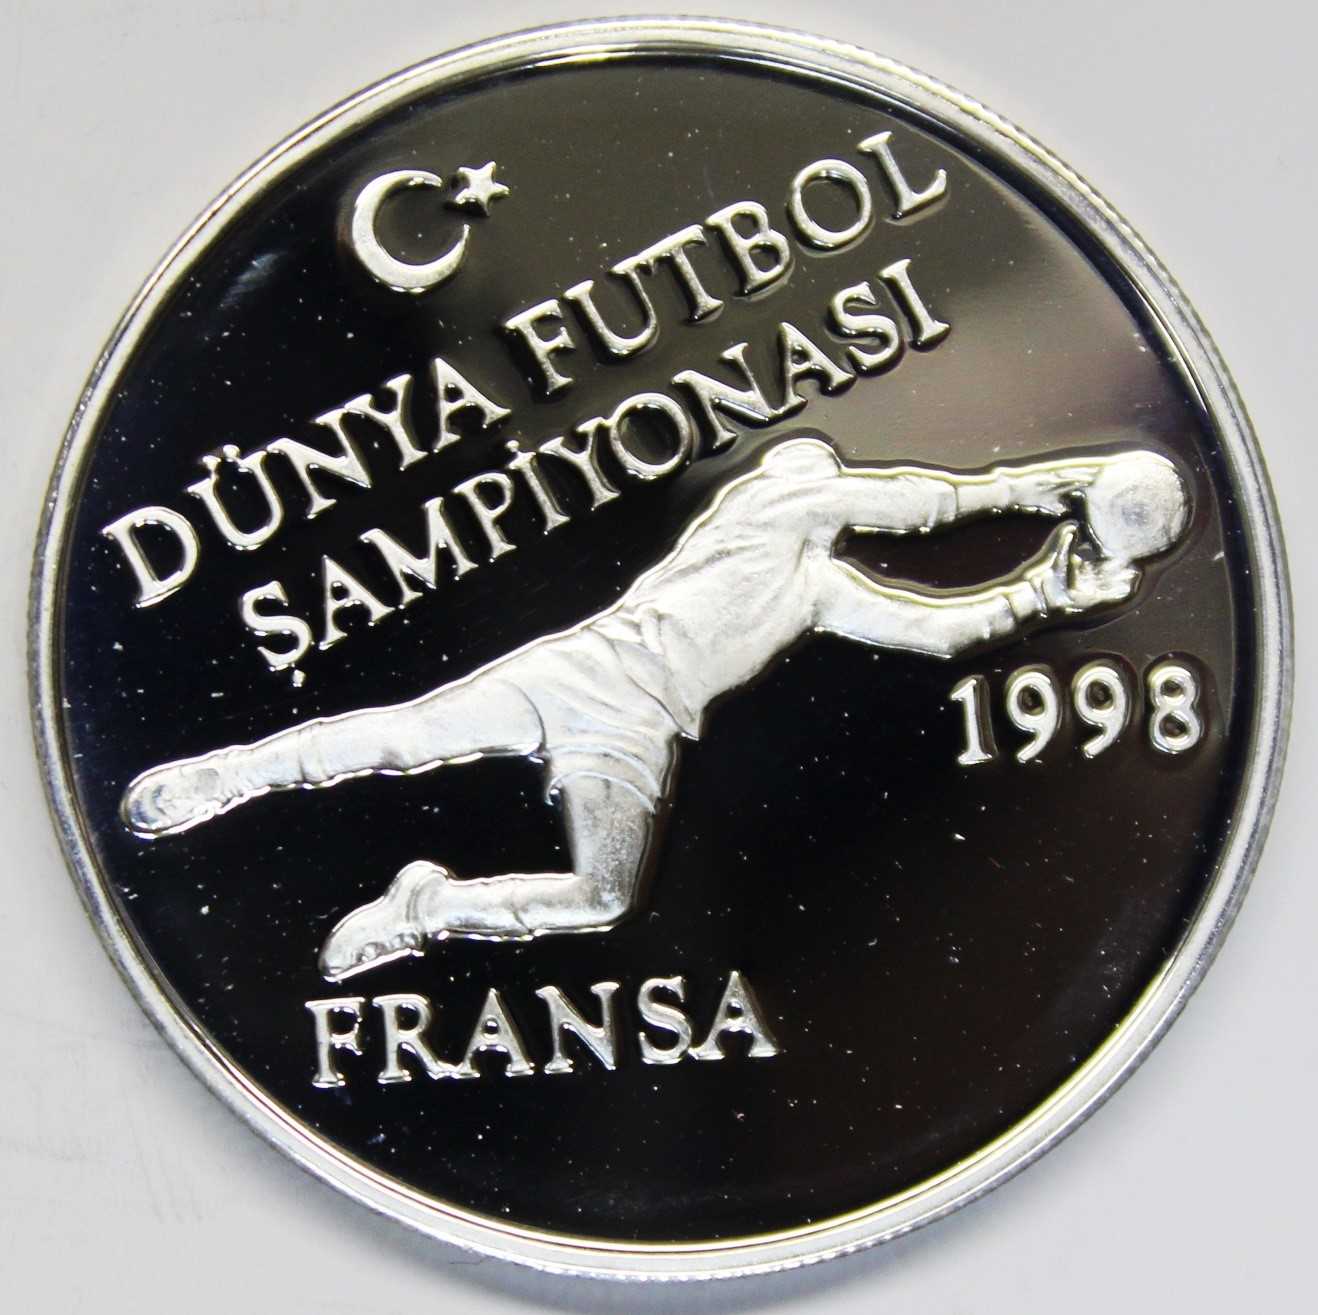 DÜNYA FUTBOL
ŞAMPİYONASI
1998
FRANSA